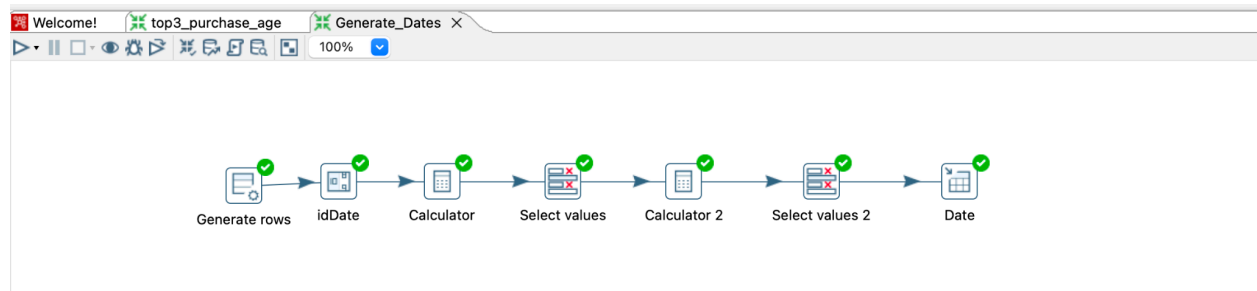 Welcome! top3_purchase_age Generate_Dates
100%
Generate rows idDate Calculator Select values Calculator 2 Select values 2 Date